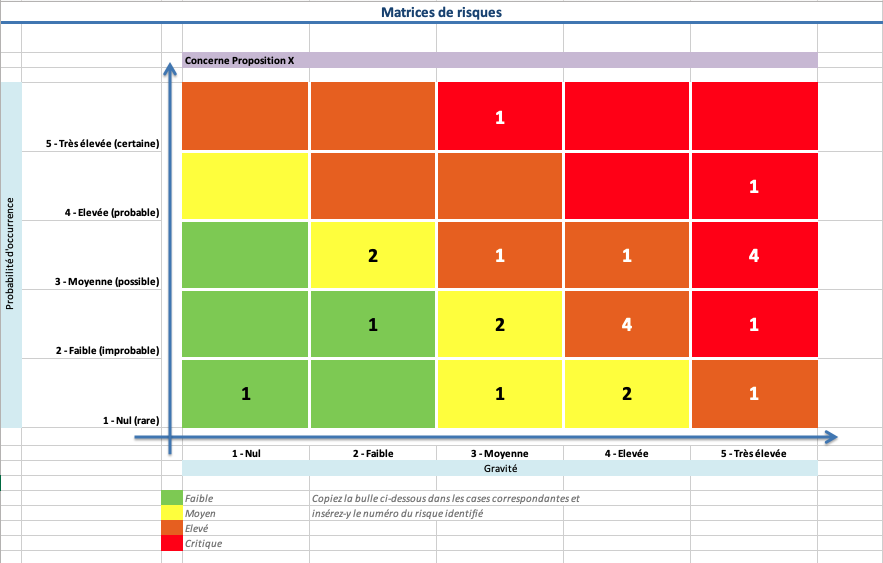 Matrices de risques
Concerne Proposition X
Probabilité d'occurrence
5 - Très élevée (certaine)
1
4 - Elevée (probable)
1
3 - Moyenne (possible)
2 1 1 4
2 - Faible (improbable)
1 2 4 1
1 - Nul (rare)
1 1 2 1
1 - Nul 2 - Faible 3 - Moyenne 4 - Elevée 5 - Très élevée
Gravité
Faible Copiez la bulle ci-dessous dans les cases correspondantes et
Moyen insérez-y le numéro du risque identifié
Elevé
Critique